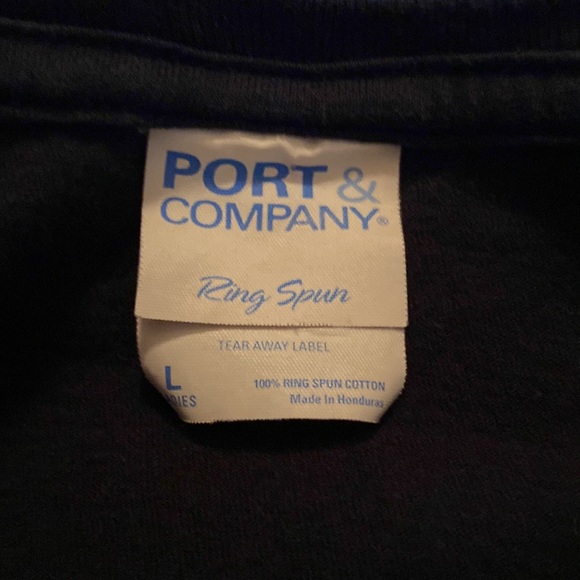 PORT &
COMPANY®
Ring Spun
TEAR AWAY LABEL
L
100% RING SPUN COTTON
DIES
Made In Honduras